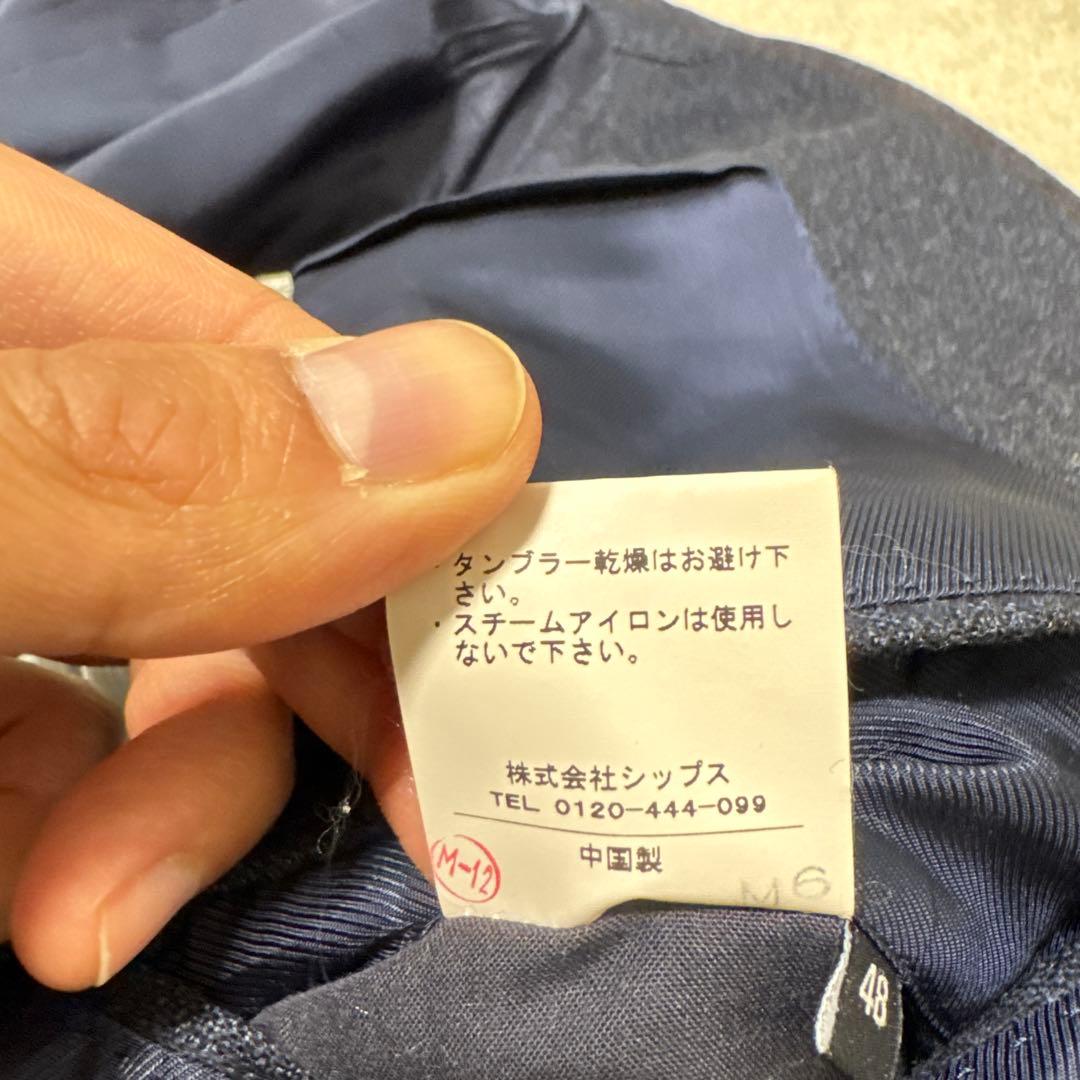 ・タンブラー乾燥はお避け下
さい。
・スチームアイロンは使用し
ないで下さい。
株式会社シップス
TEL 0120-444-099
中国製
M-12
M6
48